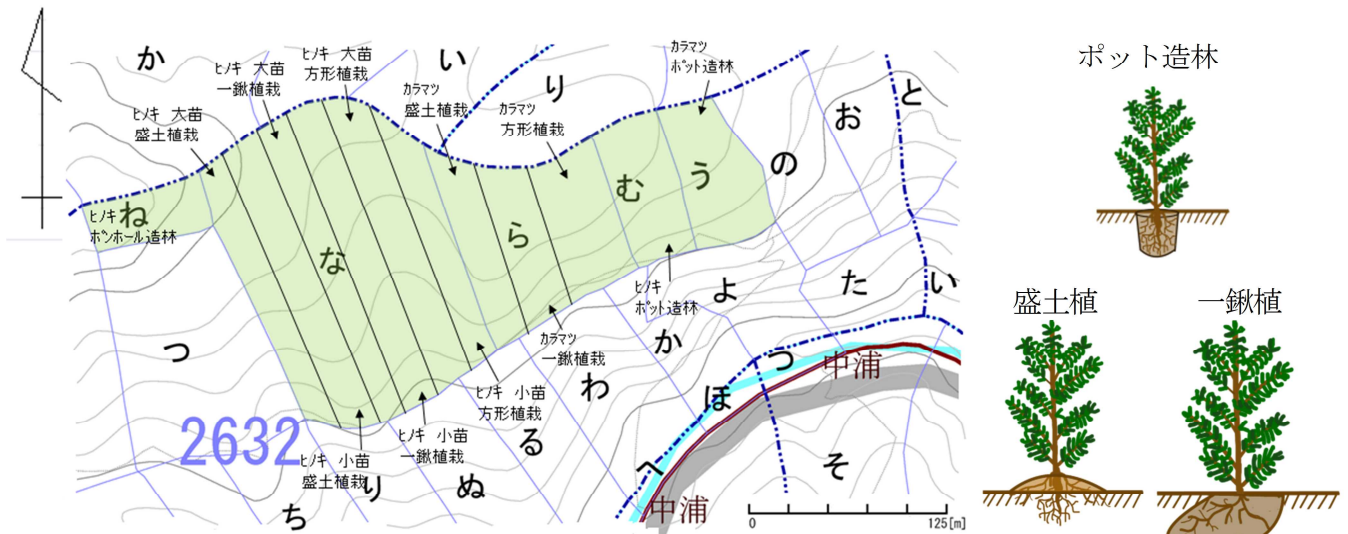 か
い
り
と
お
の
ヒノキ 大苗
盛土植栽
ヒノキ 大苗
一鍬植栽
ヒノキ 大苗
方形植栽
カラマツ
盛土植栽
カラマツ
方形植栽
カラマツ
ポット造林
ね
ヒノキ
ポンホール造林
な
ら
む
う
ヒノキ
ポット造林
カラマツ
一鍬植栽
ヒノキ 小苗
方形植栽
ヒノキ 小苗
一鍬植栽
ヒノキ 小苗
盛土植栽
つ
2632
ち
り
ぬ
る
わ
か
よ
た
い
つ
ほ
へ
そ
中浦
中浦
0 125[m]
ポット造林
盛土植
一鍬植